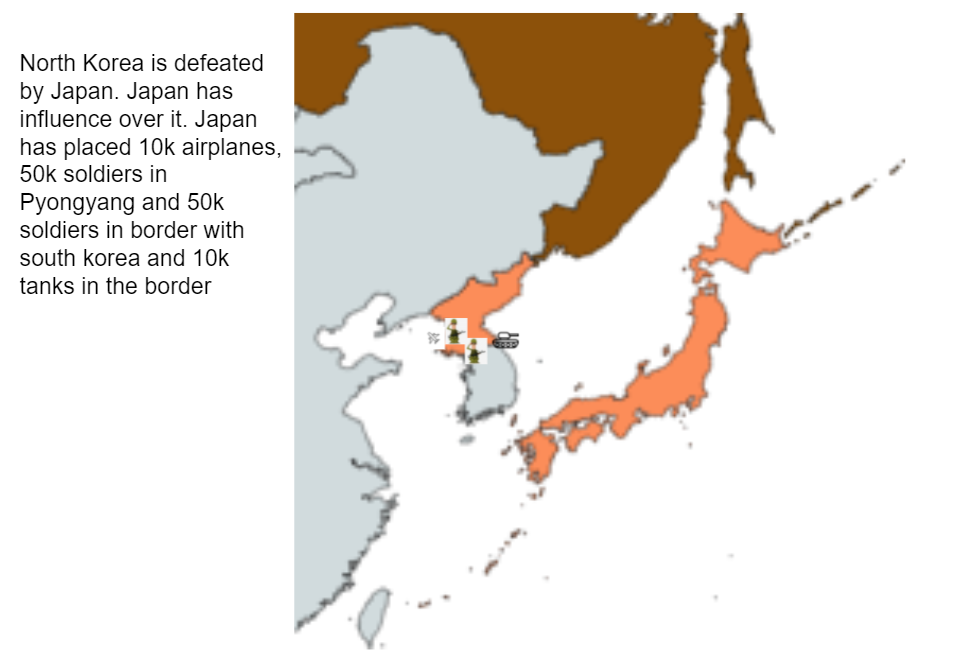 North Korea is defeated
by Japan. Japan has
influence over it. Japan
has placed 10k airplanes,
50k soldiers in
Pyongyang and 50k
soldiers in border with
south korea and 10k
tanks in the border